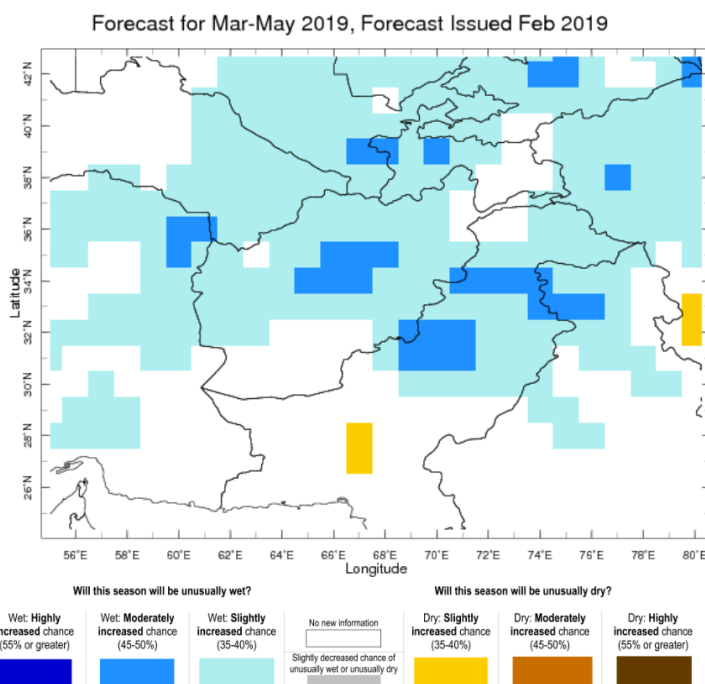 Forecast for Mar-May 2019, Forecast Issued Feb 2019
42°N
40°N
38°N
36°N
34°N
32°N
30°N
28°N
26°N
Latitude
56°E 58°E 60°E 62°E 64°E 66°E 68°E 70°E 72°E 74°E 76°E 78°E 80°E
Longitude
Will this season will be unusually wet?
Will this season will be unusually dry?
Wet: Highly
increased chance
(55% or greater)
Wet: Moderately
increased chance
(45-50%)
Wet: Slightly
increased chance
(35-40%)
No new information
Slightly decreased chance of
unusually wet or unusually dry
Dry: Slightly
increased chance
(35-40%)
Dry: Moderately
increased chance
(45-50%)
Dry: Highly
increased chance
(55% or greater)